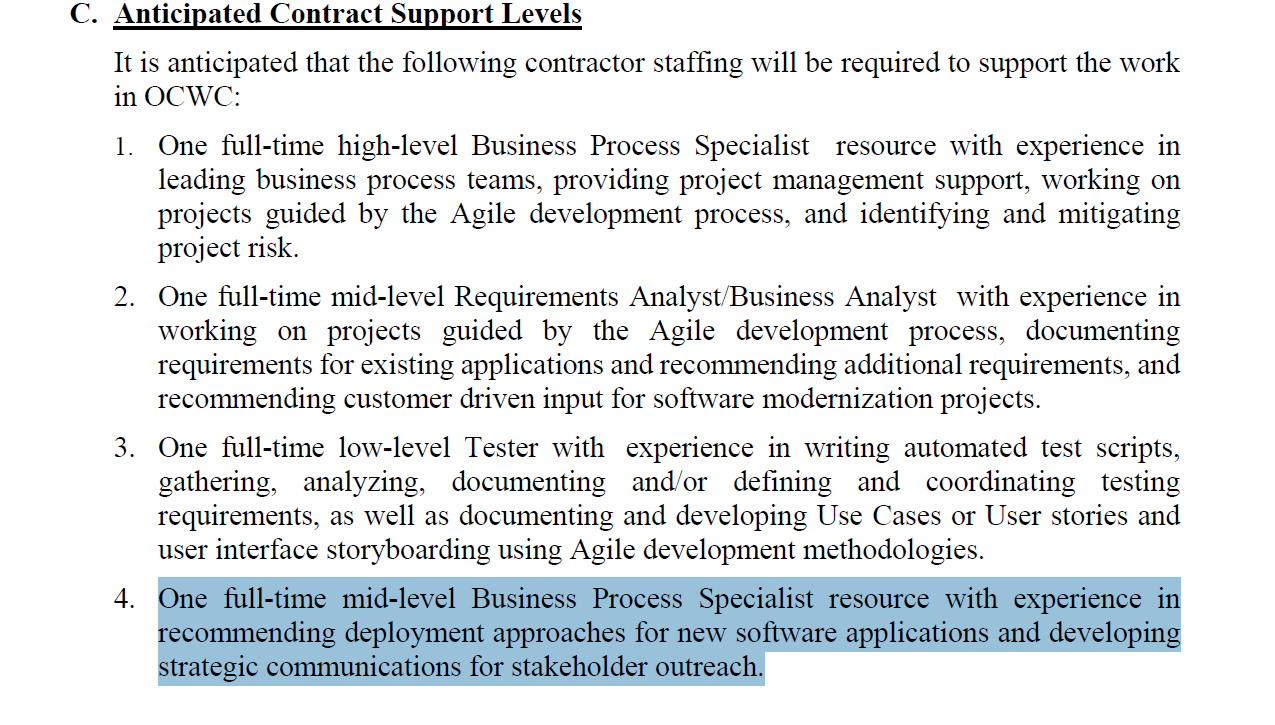 C. Anticipated Contract Support Levels
It is anticipated that the following contractor staffing will be required to support the work
in OCWC:
1. One full-time high-level Business Process Specialist resource with experience in
leading business process teams, providing project management support, working on
projects guided by the Agile development process, and identifying and mitigating
project risk.
2. One full-time mid-level Requirements Analyst/Business Analyst with experience in
working on projects guided by the Agile development process, documenting
requirements for existing applications and recommending additional requirements, and
recommending customer driven input for software modernization projects.
3. One full-time low-level Tester with experience in writing automated test scripts,
gathering, analyzing, documenting and/or defining and coordinating testing
requirements, as well as documenting and developing Use Cases or User stories and
user interface storyboarding using Agile development methodologies.
4. One full-time mid-level Business Process Specialist resource with experience in
recommending deployment approaches for new software applications and developing
strategic communications for stakeholder outreach.